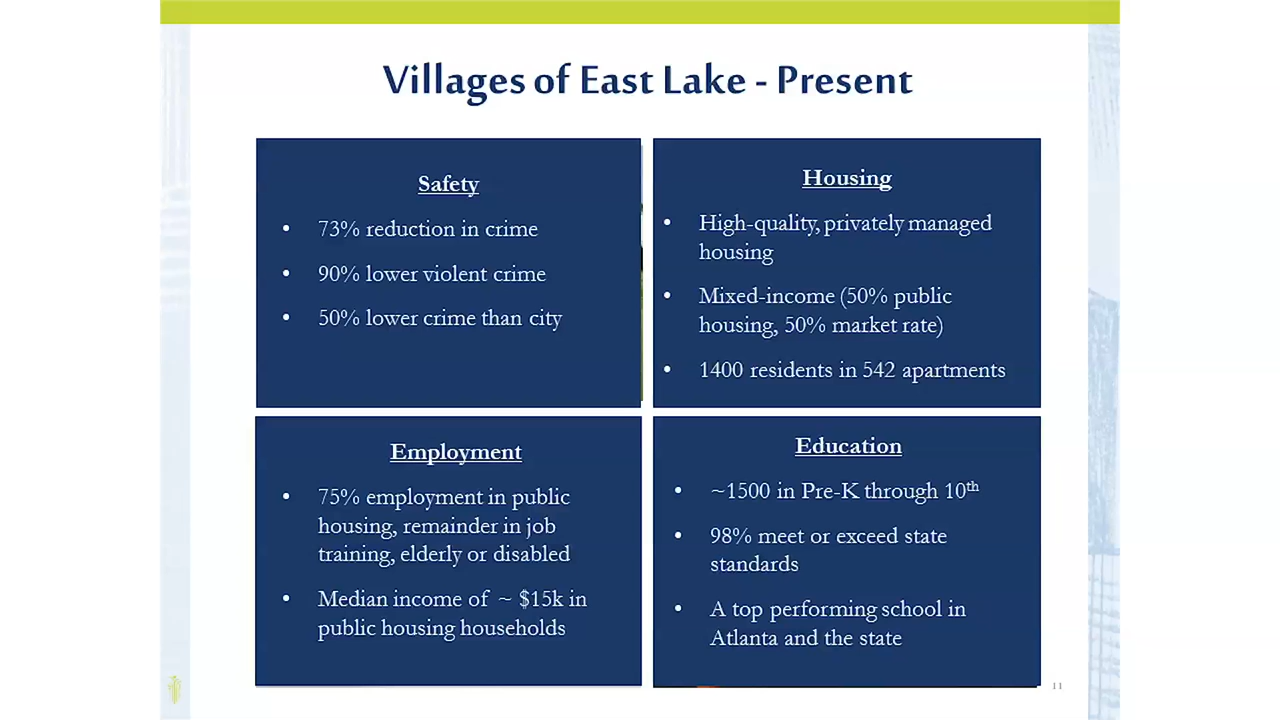 Villages of East Lake - Present
Safety
• 73% reduction in crime
• 90% lower violent crime
• 50% lower crime than city
Housing
• High-quality, privately managed
housing
• Mixed-income (50% public
housing, 50% market rate)
• 1400 residents in 542 apartments
Employment
• 75% employment in public
housing, remainder in job
training, elderly or disabled
• Median income of ~ $15k in
public housing households
Education
• ~1500 in Pre-K through 10th
• 98% meet or exceed state
standards
• A top performing school in
Atlanta and the state
11